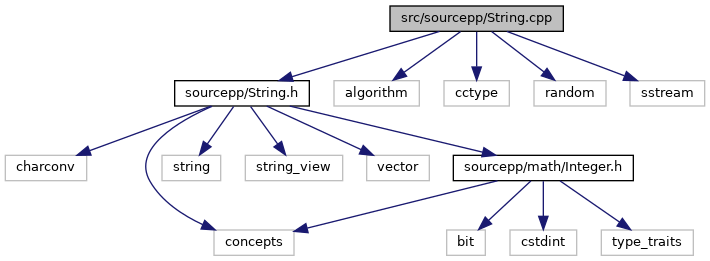 src/sourcepp/String.cpp
sourcepp/String.h
algorithm
cctype
random
sstream
charconv
string
string_view
vector
sourcepp/math/Integer.h
concepts
bit
cstdint
type_traits